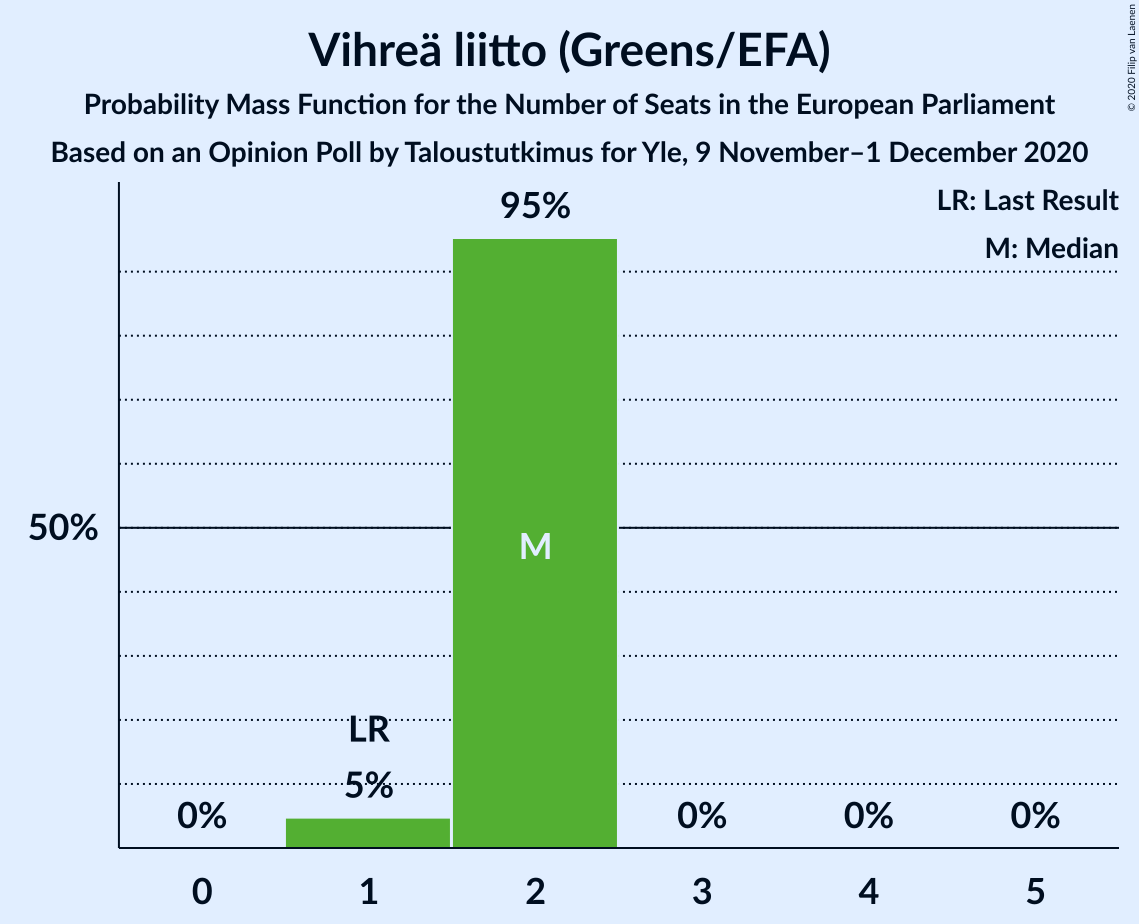 Vihreä liitto (Greens/EFA)
Probability Mass Function for the Number of Seats in the European Parliament
Based on an Opinion Poll by Taloustutkimus for Yle, 9 November–1 December 2020
© 2020 Filip van Laenen
LR: Last Result
M: Median
95%
50%
M
LR
5%
0%
0%
0%
0%
0
1
2
3
4
5